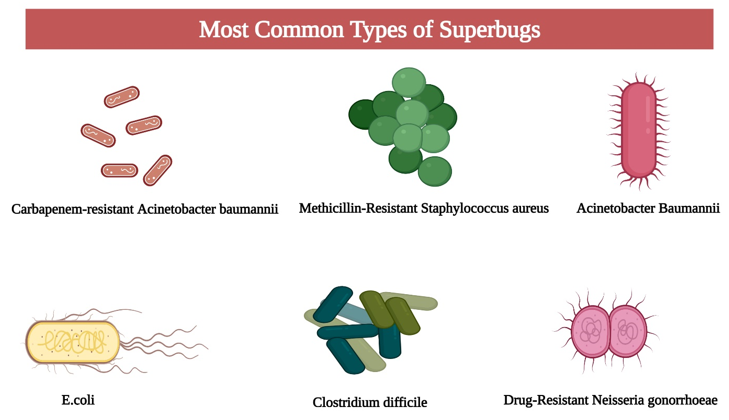 Most Common Types of Superbugs
Carbapenem-resistant Acinetobacter baumannii
Methicillin-Resistant Staphylococcus aureus
Acinetobacter Baumannii
E.coli
Clostridium difficile
Drug-Resistant Neisseria gonorrhoeae